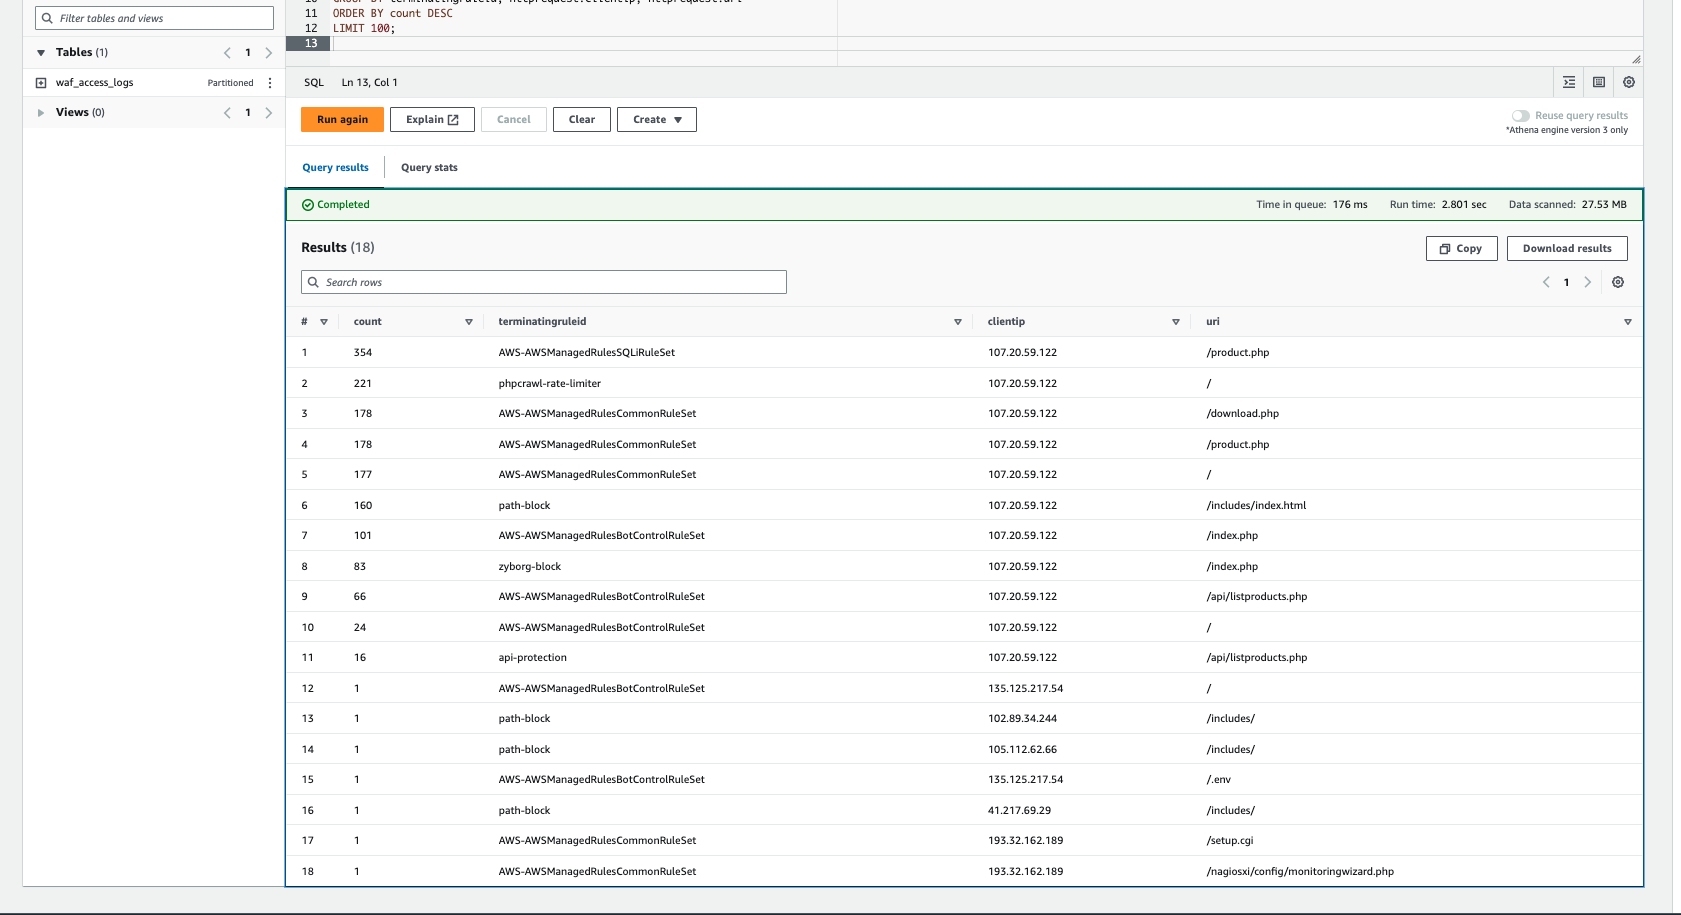 Filter tables and views
Tables (1) 1
waf_access_logs Partitioned
Views (0) 1
11 ORDER BY count DESC
12 LIMIT 100;
13
SQL Ln 13, Col 1
Run again Explain Cancel Clear Create
Reuse query results
*Athena engine version 3 only
Query results Query stats
Completed Time in queue: 176 ms Run time: 2.801 sec Data scanned: 27.53 MB
Results (18) Copy Download results
Search rows 1
# count terminatingruleid clientip uri
1 354 AWS-AWSManagedRulesSQLiRuleSet 107.20.59.122 /product.php
2 221 phpcrawl-rate-limiter 107.20.59.122 /
3 178 AWS-AWSManagedRulesCommonRuleSet 107.20.59.122 /download.php
4 178 AWS-AWSManagedRulesCommonRuleSet 107.20.59.122 /product.php
5 177 AWS-AWSManagedRulesCommonRuleSet 107.20.59.122 /
6 160 path-block 107.20.59.122 /includes/index.html
7 101 AWS-AWSManagedRulesBotControlRuleSet 107.20.59.122 /index.php
8 83 zyborg-block 107.20.59.122 /index.php
9 66 AWS-AWSManagedRulesBotControlRuleSet 107.20.59.122 /api/listproducts.php
10 24 AWS-AWSManagedRulesBotControlRuleSet 107.20.59.122 /
11 16 api-protection 107.20.59.122 /api/listproducts.php
12 1 AWS-AWSManagedRulesBotControlRuleSet 135.125.217.54 /
13 1 path-block 102.89.34.244 /includes/
14 1 path-block 105.112.62.66 /includes/
15 1 AWS-AWSManagedRulesBotControlRuleSet 135.125.217.54 /.env
16 1 path-block 41.217.69.29 /includes/
17 1 AWS-AWSManagedRulesCommonRuleSet 193.32.162.189 /setup.cgi
18 1 AWS-AWSManagedRulesCommonRuleSet 193.32.162.189 /nagiosxi/config/monitoringwizard.php